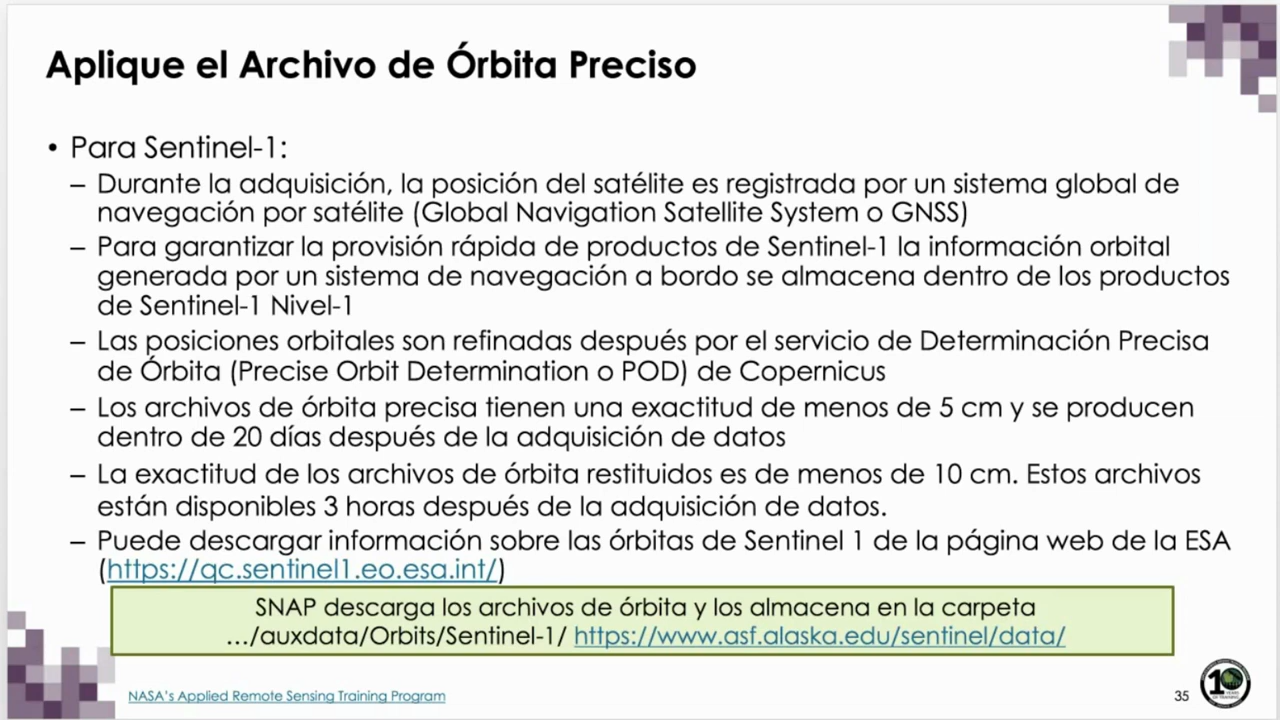 Aplique el Archivo de Órbita Preciso
• Para Sentinel-1:
– Durante la adquisición, la posición del satélite es registrada por un sistema global de
navegación por satélite (Global Navigation Satellite System o GNSS)
– Para garantizar la provisión rápida de productos de Sentinel-1 la información orbital
generada por un sistema de navegación a bordo se almacena dentro de los productos
de Sentinel-1 Nivel-1
– Las posiciones orbitales son refinadas después por el servicio de Determinación Precisa
de Órbita (Precise Orbit Determination o POD) de Copernicus
– Los archivos de órbita precisa tienen una exactitud de menos de 5 cm y se producen
dentro de 20 días después de la adquisición de datos
– La exactitud de los archivos de órbita restituidos es de menos de 10 cm. Estos archivos
están disponibles 3 horas después de la adquisición de datos.
– Puede descargar información sobre las órbitas de Sentinel 1 de la página web de la ESA
(https://qc.sentinel1.eo.esa.int/)
SNAP descarga los archivos de órbita y los almacena en la carpeta
…/auxdata/Orbits/Sentinel-1/ https://www.asf.alaska.edu/sentinel/data/
NASA's Applied Remote Sensing Training Program
35
10